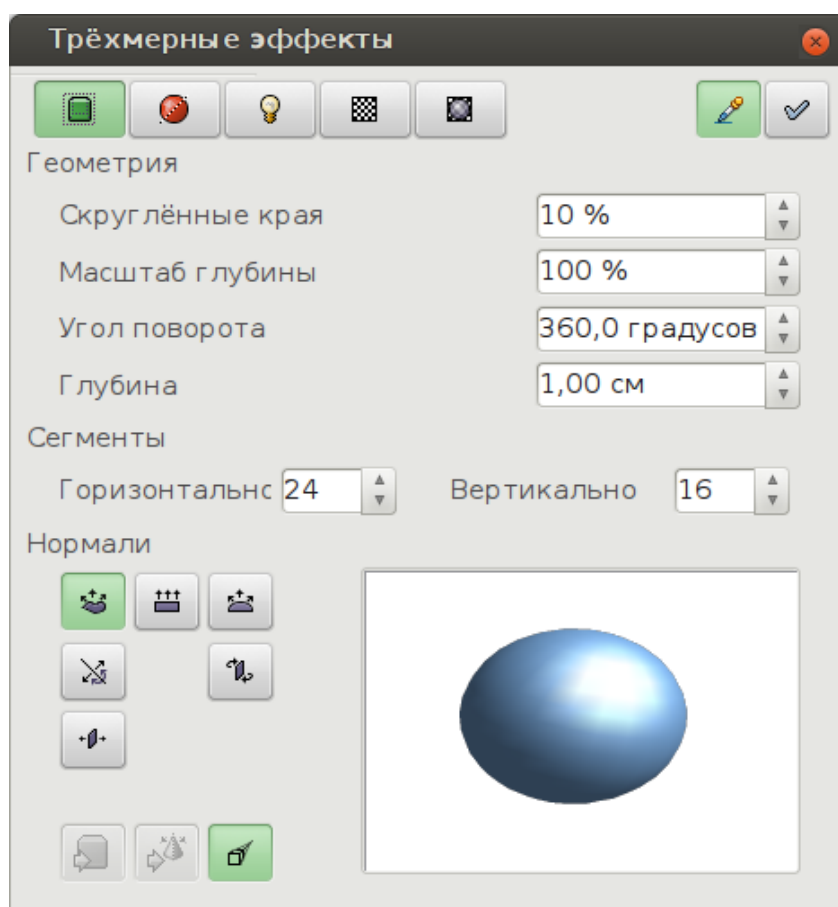 Трёхмерные эффекты
Геометрия
Скруглённые края 10 %
Масштаб глубины 100 %
Угол поворота 360,0 градусов
Глубина 1,00 см
Сегменты
Горизонтальнс 24 Вертикально 16
Нормали